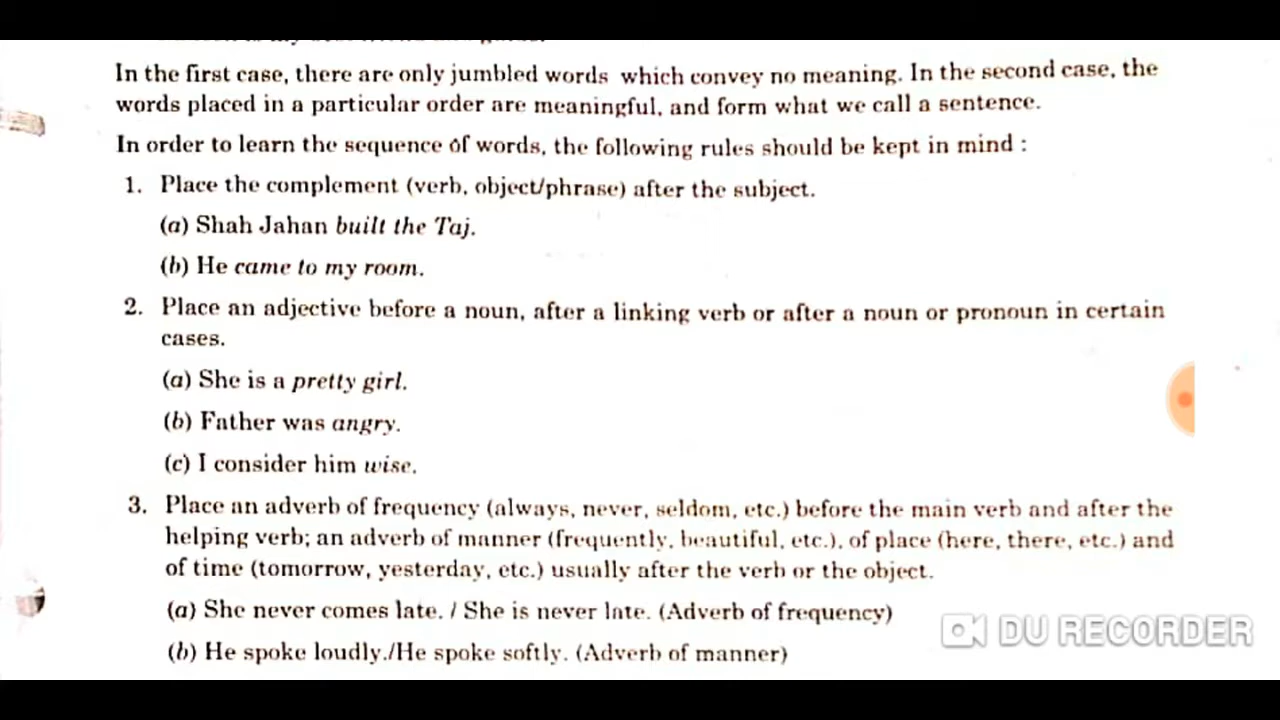 In the first case, there are only jumbled words which convey no meaning. In the second case, the
words placed in a particular order are meaningful, and form what we call a sentence.
In order to learn the sequence of words, the following rules should be kept in mind :
1. Place the complement (verb, object/phrase) after the subject.
(a) Shah Jahan built the Taj.
(b) He came to my room.
2. Place an adjective before a noun, after a linking verb or after a noun or pronoun in certain
cases.
(a) She is a pretty girl.
(b) Father was angry.
(c) I consider him wise.
3. Place an adverb of frequency (always, never, seldom, etc.) before the main verb and after the
helping verb; an adverb of manner (frequently, beautiful, etc.), of place (here, there, etc.) and
of time (tomorrow, yesterday, etc.) usually after the verb or the object.
(a) She never comes late. / She is never late. (Adverb of frequency)
(b) He spoke loudly./He spoke softly. (Adverb of manner)
DU RECORDER